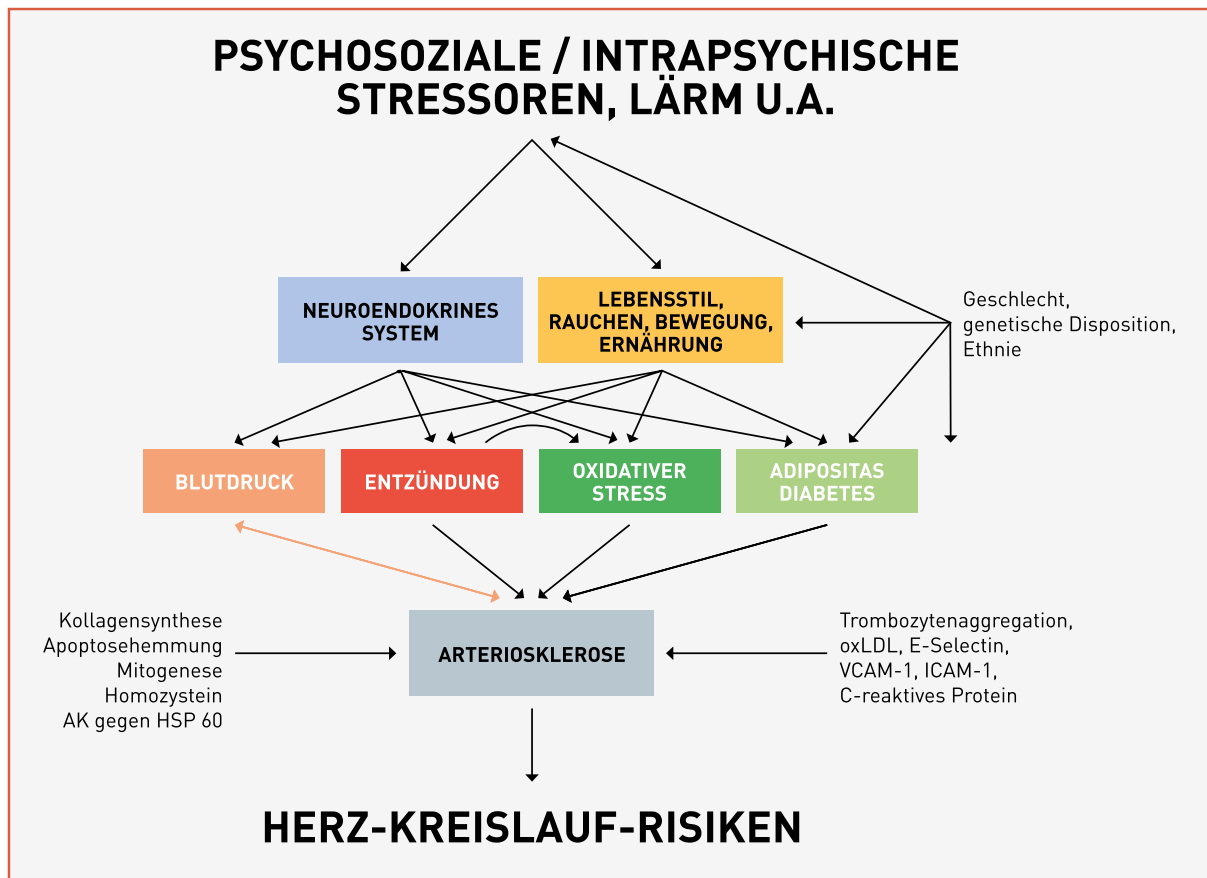 PSYCHOSOZIALE / INTRAPSYCHISCHE
STRESSOREN, LÄRM U.A.
NEUROENDOKRINES
SYSTEM
LEBENSSTIL,
RAUCHEN, BEWEGUNG,
ERNÄHRUNG
Geschlecht,
genetische Disposition,
Ethnie
BLUTDRUCK
ENTZÜNDUNG
OXIDATIVER
STRESS
ADIPOSITAS
DIABETES
Kollagensynthese
Apoptosehemmung
Mitogenese
Homozystein
AK gegen HSP 60
ARTERIOSKLEROSE
Trombozytenaggregation,
oxLDL, E-Selectin,
VCAM-1, ICAM-1,
C-reaktives Protein
HERZ-KREISLAUF-RISIKEN